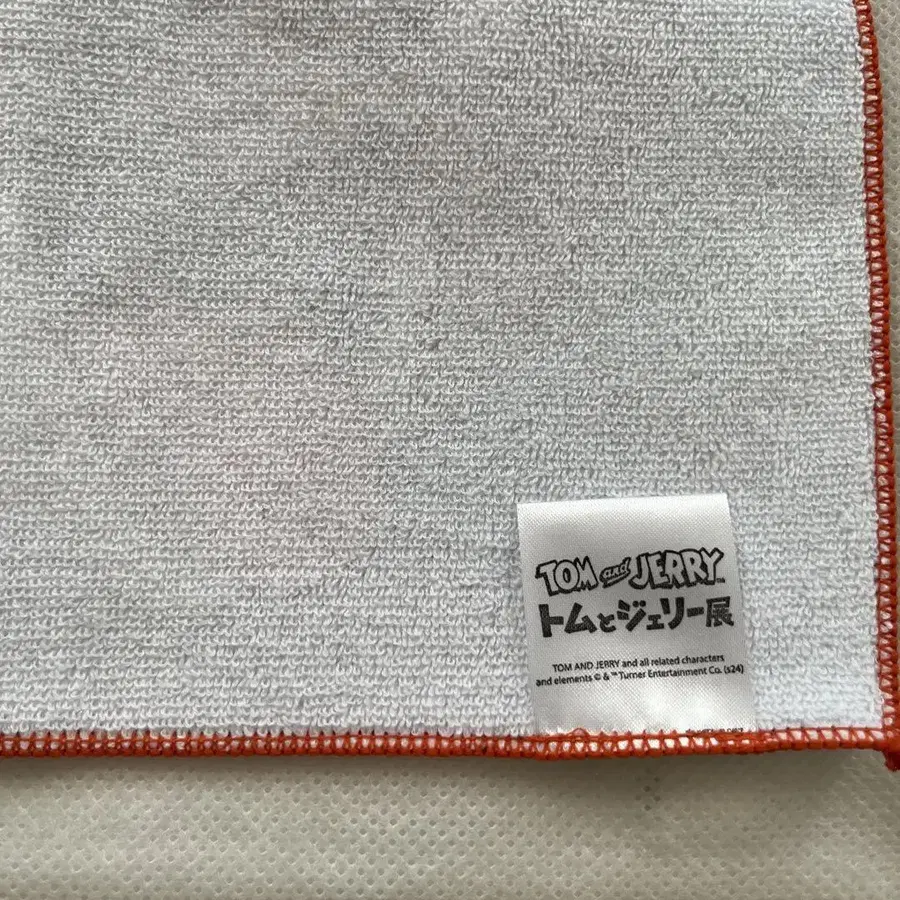 TOM and JERRY™
トムとジェリー展
TOM AND JERRY and all related characters
and elements © & ™ Turner Entertainment Co. (s24)